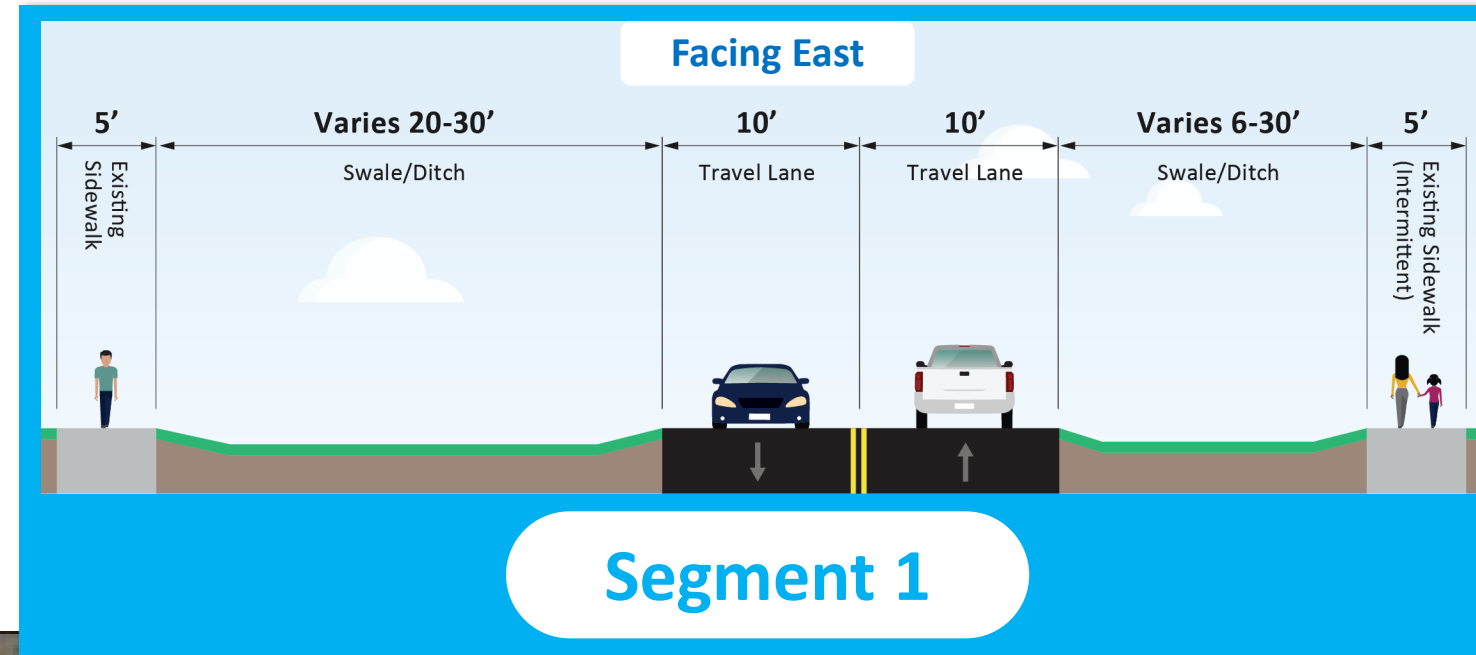 Facing East
5’
Varies 20-30’
10’
10’
Varies 6-30’
5’
Existing
Sidewalk
Swale/Ditch
Travel Lane
Travel Lane
Swale/Ditch
Existing Sidewalk
(Intermittent)
Segment 1